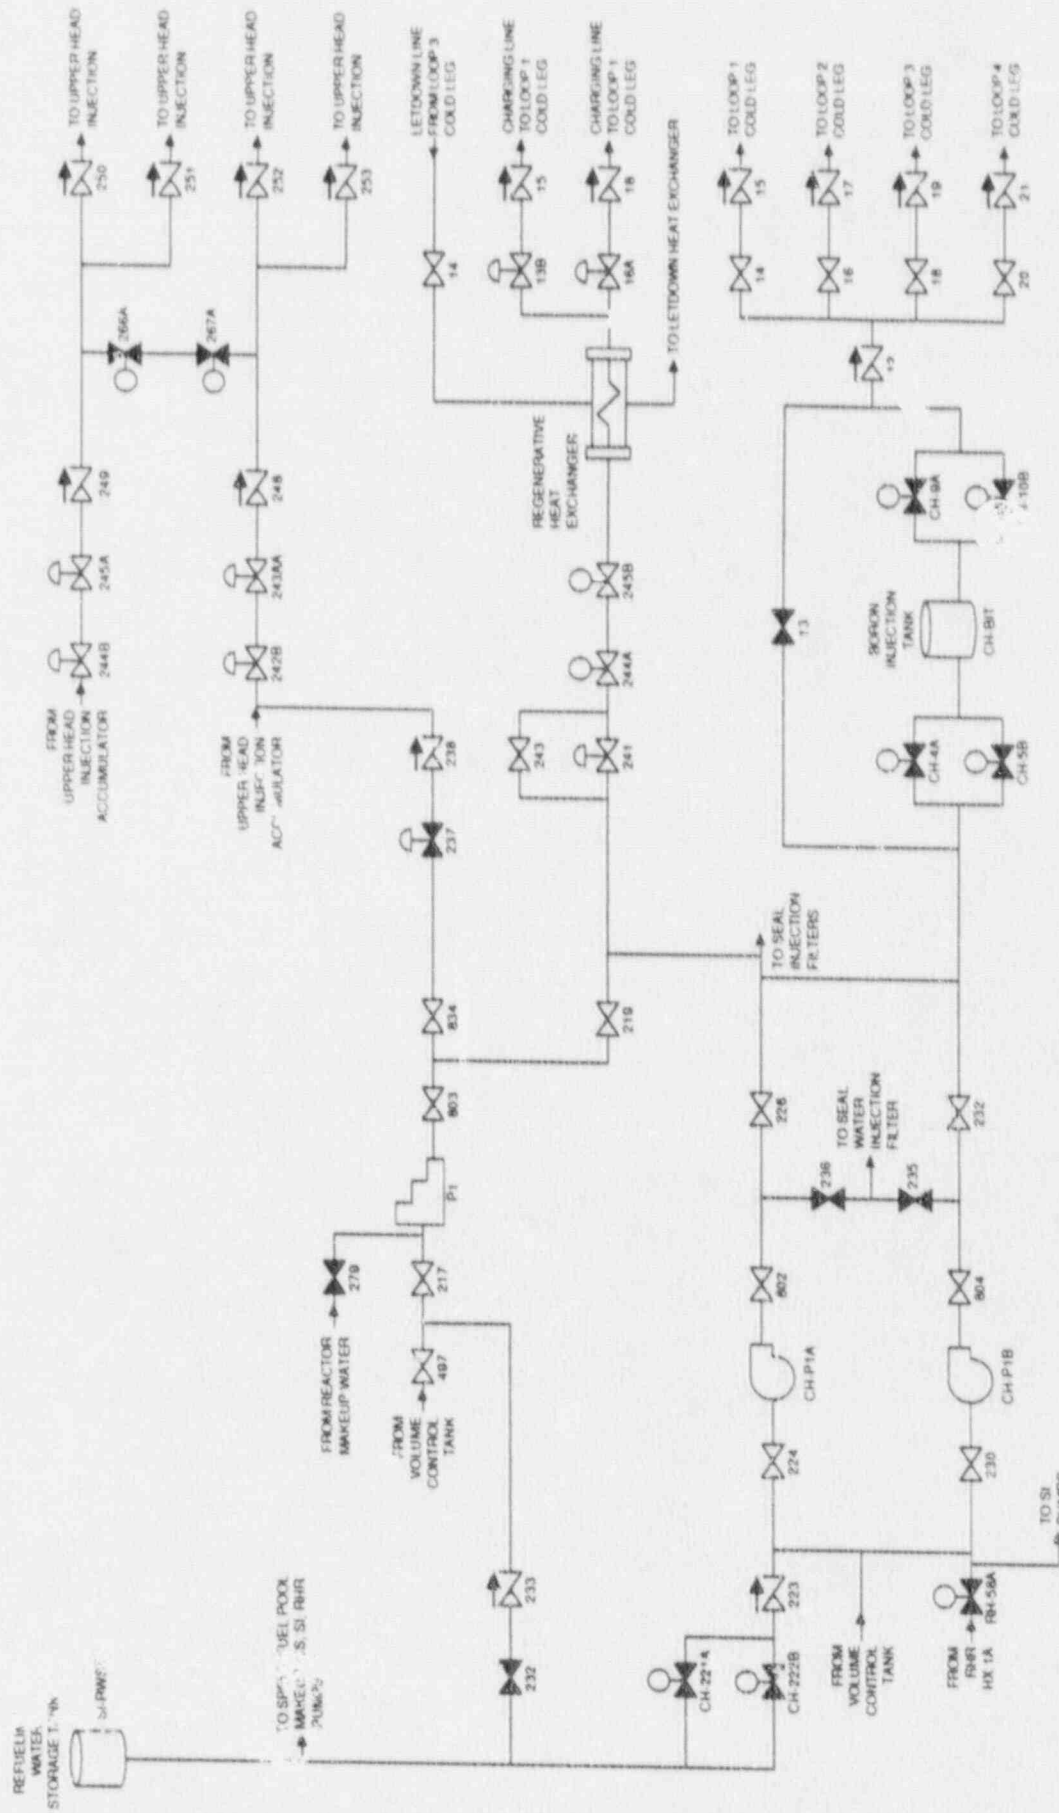 TO UPPER HEAD
INJECTION
250
TO UPPER HEAD
INJECTION
251
TO UPPER HEAD
INJECTION
252
TO UPPER HEAD
INJECTION
253
LETDOWN LINE
FROM LOOP 3
COLD LEG
14
CHARGING LINE
TO LOOP 1
COLD LEG
15
13B
CHARGING LINE
TO LOOP 1
COLD LEG
18
16A
TO LETDOWN HEAT EXCHANGER
TO LOOP 1
COLD LEG
15
14
TO LOOP 2
COLD LEG
17
16
TO LOOP 3
COLD LEG
19
18
TO LOOP 4
COLD LEG
21
20
266A
267A
249
245A
244B
FROM
UPPER HEAD
INJECTION
ACCUMULATOR
248
243AA
242B
FROM
UPPER HEAD
238
237
REGENERATIVE
HEAT
EXCHANGER
245B
244A
243
241
12
13
CH-9A
BORON
INJECTION
TANK
CH-BIT
CH-4A
CH-5B
834
803
P1
219
TO SEAL
INJECTION
FILTERS
226
232
TO SEAL
WATER
INJECTION
FILTER
236
235
279
217
FROM REACTOR
MAKEUP WATER
497
FROM
VOLUME
CONTROL
TANK
802
804
CH-P1A
CH-P1B
224
230
233
223
232
CH-221A
CH-222B
FROM
VOLUME
CONTROL
TANK
FROM
RHR
HX 1A
RH-58A
TO SI
FUEL POOL
SI, RHR
WATER
STORAGE